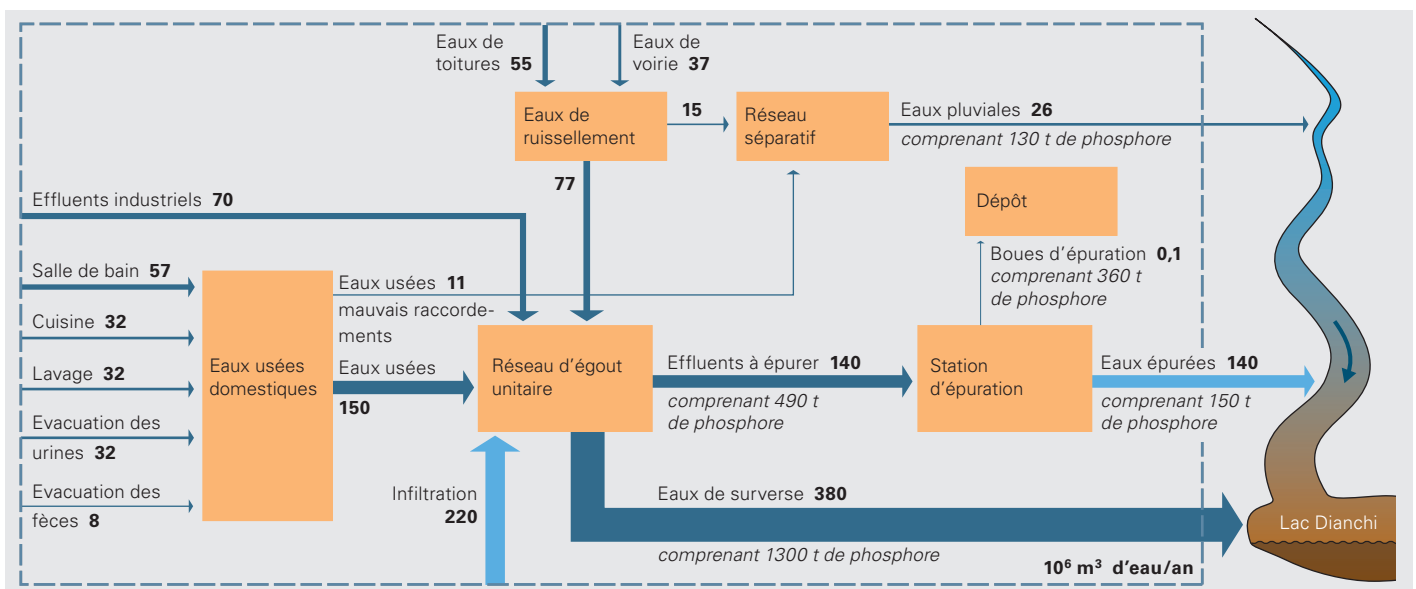 Eaux de
toitures 55
Eaux de
voirie 37
Eaux de
ruissellement
15
Réseau
séparatif
Eaux pluviales 26
comprenant 130 t de phosphore
77
Effluents industriels 70
Dépôt
Boues d'épuration 0,1
comprenant 360 t
de phosphore
Salle de bain 57
Cuisine 32
Lavage 32
Evacuation des
urines 32
Evacuation des
fèces 8
Eaux usées
domestiques
Eaux usées 11
mauvais raccorde-
ments
Eaux usées
150
Réseau d'égout
unitaire
Effluents à épurer 140
comprenant 490 t
de phosphore
Station
d'épuration
Eaux épurées 140
comprenant 150 t
de phosphore
Infiltration
220
Eaux de surverse 380
comprenant 1300 t de phosphore
Lac Dianchi
10⁶ m³ d'eau/an